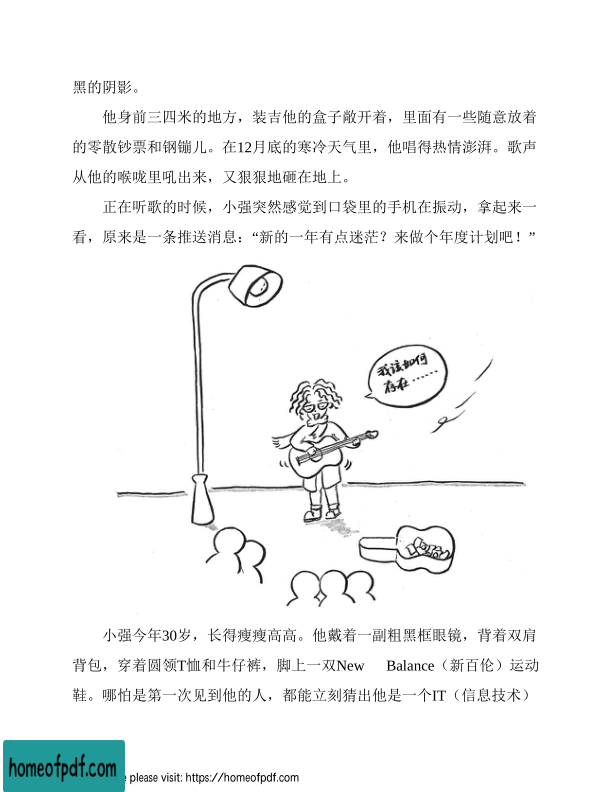 黑的阴影。
他身前三四米的地方，装吉他的盒子敞开着，里面有一些随意放着
的零散钞票和钢镚儿。在12月底的寒冷天气里，他唱得热情澎湃。歌声
从他的喉咙里吼出来，又狠狠地砸在地上。
正在听歌的时候，小强突然感觉到口袋里的手机在振动，拿起来一
看，原来是一条推送消息：“新的一年有点迷茫？来做个年度计划吧！”
我该如何
存在……
小强今年30岁，长得瘦瘦高高。他戴着一副粗黑框眼镜，背着双肩
背包，穿着圆领T恤和牛仔裤，脚上一双New Balance（新百伦）运动
鞋。哪怕是第一次见到他的人，都能立刻猜出他是一个IT（信息技术）
homeofpdf.com
e please visit: https://homeofpdf.com